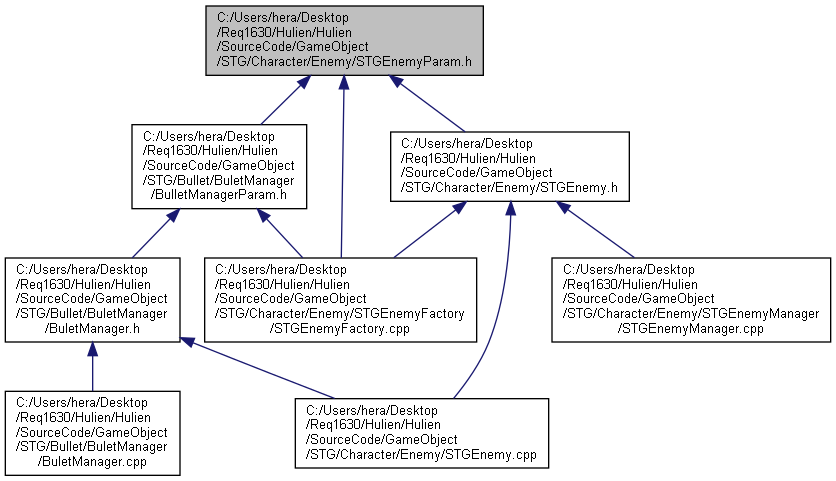 C:/Users/hera/Desktop
/Req1630/Hulien/Hulien
/SourceCode/GameObject
/STG/Character/Enemy/STGEnemyParam.h
C:/Users/hera/Desktop
/Req1630/Hulien/Hulien
/SourceCode/GameObject
/STG/Bullet/BuletManager
/BulletManagerParam.h
C:/Users/hera/Desktop
/Req1630/Hulien/Hulien
/SourceCode/GameObject
/STG/Character/Enemy/STGEnemy.h
C:/Users/hera/Desktop
/Req1630/Hulien/Hulien
/SourceCode/GameObject
/STG/Bullet/BuletManager
/BuletManager.h
C:/Users/hera/Desktop
/Req1630/Hulien/Hulien
/SourceCode/GameObject
/STG/Character/Enemy/STGEnemyFactory
/STGEnemyFactory.cpp
C:/Users/hera/Desktop
/Req1630/Hulien/Hulien
/SourceCode/GameObject
/STG/Character/Enemy/STGEnemyManager
/STGEnemyManager.cpp
C:/Users/hera/Desktop
/Req1630/Hulien/Hulien
/SourceCode/GameObject
/STG/Bullet/BuletManager
/BuletManager.cpp
C:/Users/hera/Desktop
/Req1630/Hulien/Hulien
/SourceCode/GameObject
/STG/Character/Enemy/STGEnemy.cpp